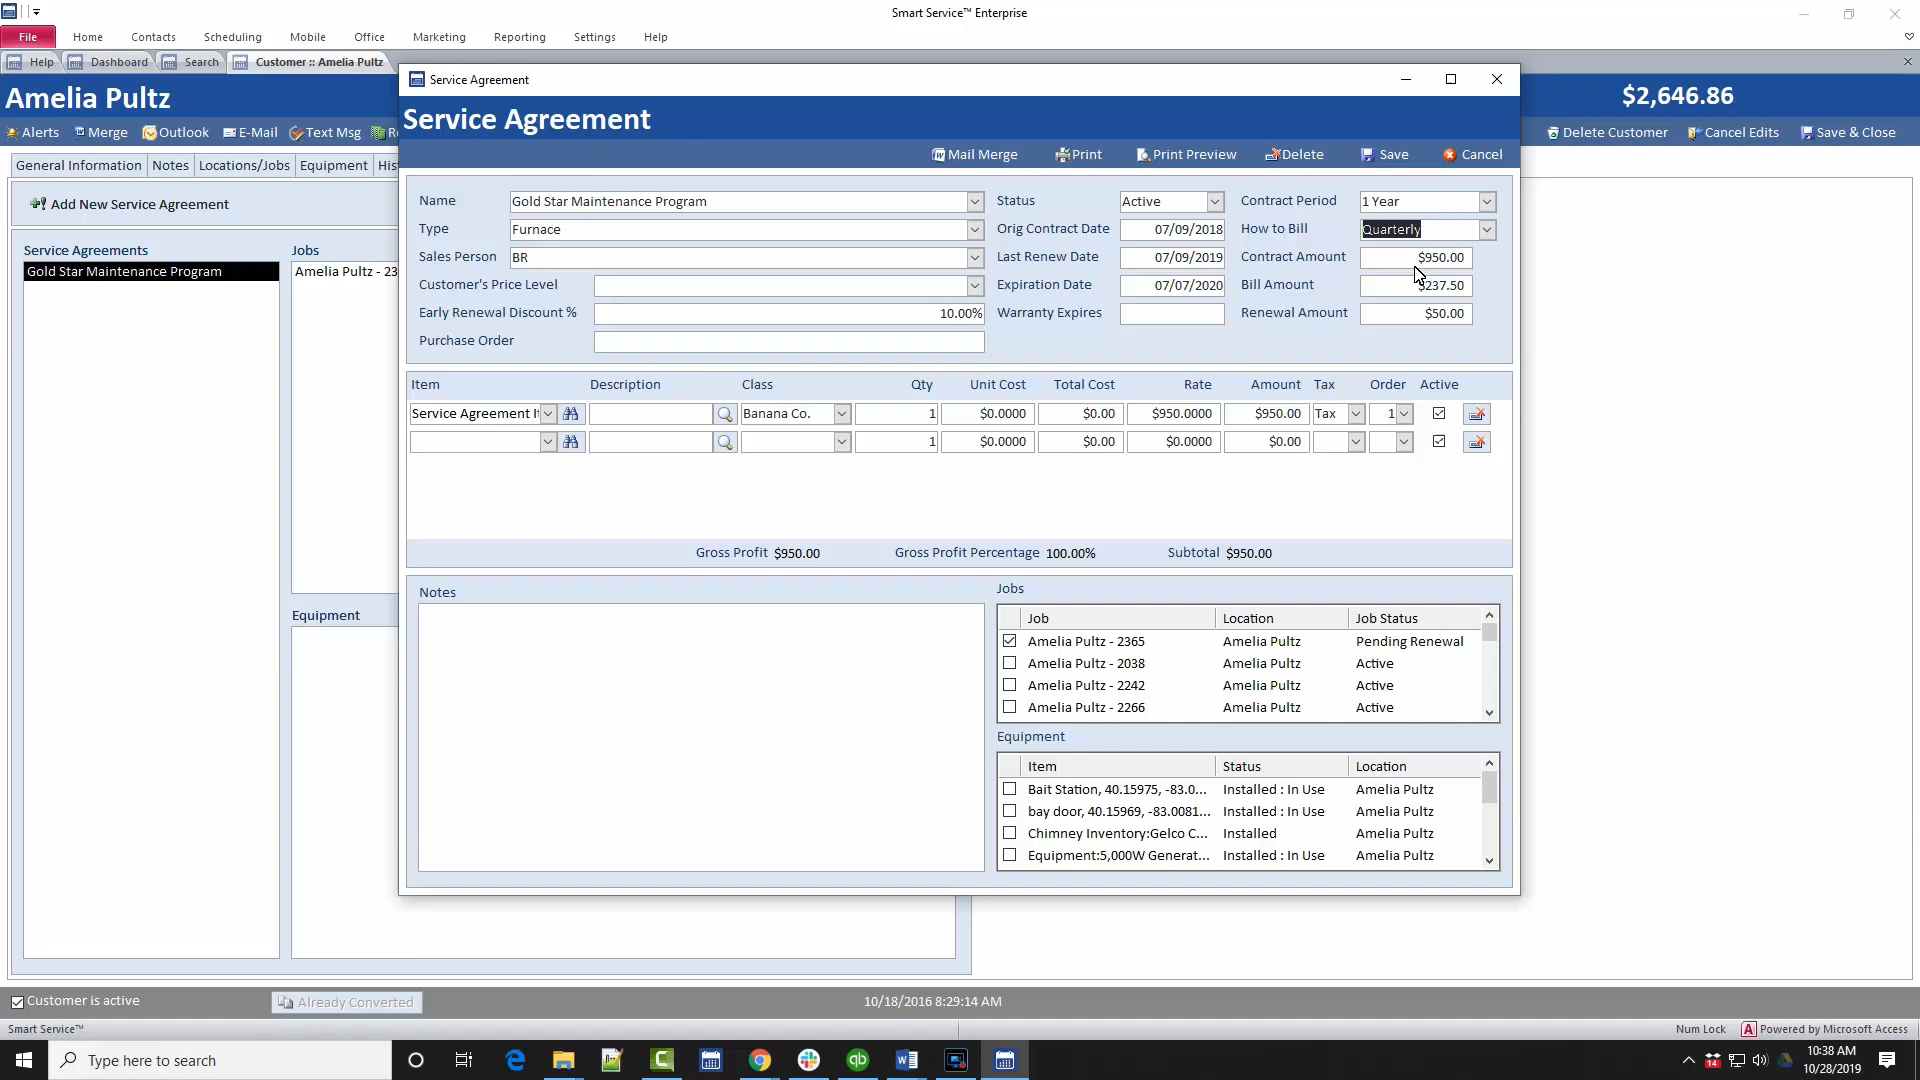 Smart Service™ Enterprise
File Home Contacts Scheduling Mobile Office Marketing Reporting Settings Help
Help Dashboard Search Customer :: Amelia Pultz
Amelia Pultz
$2,646.86
Alerts Merge Outlook E-Mail Text Msg
Delete Customer Cancel Edits Save & Close
General Information Notes Locations/Jobs Equipment
Add New Service Agreement
Service Agreements
Gold Star Maintenance Program
Jobs
Amelia Pultz - 23
Equipment
Service Agreement
Service Agreement
Mail Merge Print Print Preview Delete Save Cancel
Name Gold Star Maintenance Program Status Active Contract Period 1 Year
Type Furnace Orig Contract Date 07/09/2018 How to Bill Quarterly
Sales Person BR Last Renew Date 07/09/2019 Contract Amount $950.00
Customer's Price Level Expiration Date 07/07/2020 Bill Amount $237.50
Early Renewal Discount % 10.00% Warranty Expires Renewal Amount $50.00
Purchase Order
Item Description Class Qty Unit Cost Total Cost Rate Amount Tax Order Active
Service Agreement It Banana Co. 1 $0.0000 $0.00 $950.0000 $950.00 Tax 1
1 $0.0000 $0.00 $0.0000 $0.00
Gross Profit $950.00 Gross Profit Percentage 100.00% Subtotal $950.00
Notes
Jobs
Job Location Job Status
Amelia Pultz - 2365 Amelia Pultz Pending Renewal
Amelia Pultz - 2038 Amelia Pultz Active
Amelia Pultz - 2242 Amelia Pultz Active
Amelia Pultz - 2266 Amelia Pultz Active
Equipment
Item Status Location
Bait Station, 40.15975, -83.0... Installed : In Use Amelia Pultz
bay door, 40.15969, -83.0081... Installed : In Use Amelia Pultz
Chimney Inventory:Gelco C... Installed Amelia Pultz
Equipment:5,000W Generat... Installed : In Use Amelia Pultz
Customer is active Already Converted 10/18/2016 8:29:14 AM
Smart Service™ Num Lock Powered by Microsoft Access
Type here to search
14
10:38 AM
10/28/2019